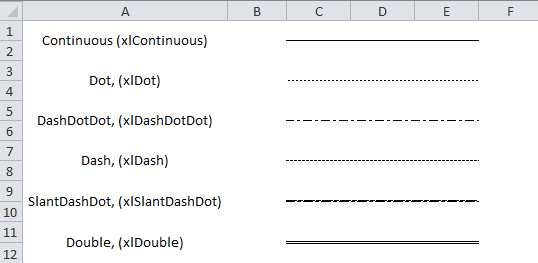 A B C D E F
1
Continuous (xlContinuous)
2
3
Dot, (xlDot)
4
5
DashDotDot, (xlDashDotDot)
6
7
Dash, (xlDash)
8
9
SlantDashDot, (xlSlantDashDot)
10
11
Double, (xlDouble)
12